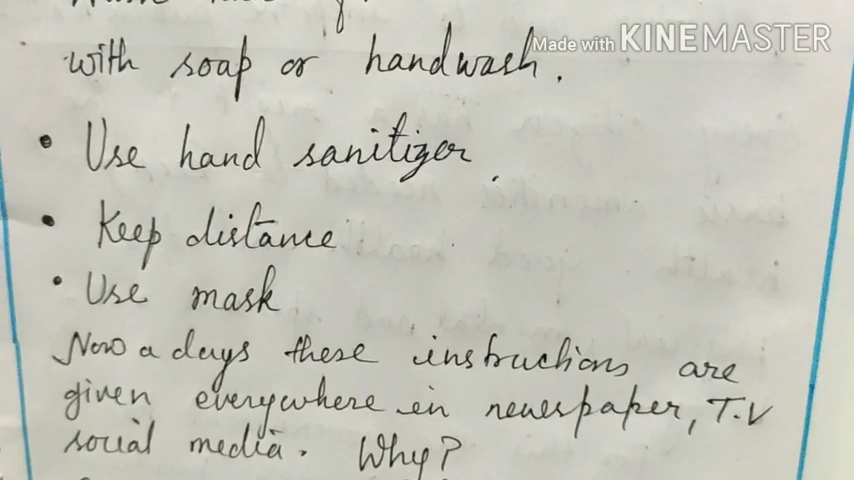 Made with KINEMASTER
with soap or handwash.
• Use hand sanitizer.
• Keep distance
• Use mask
Now a days these instructions are
given everywhere in newspaper, T.V
social media. Why?